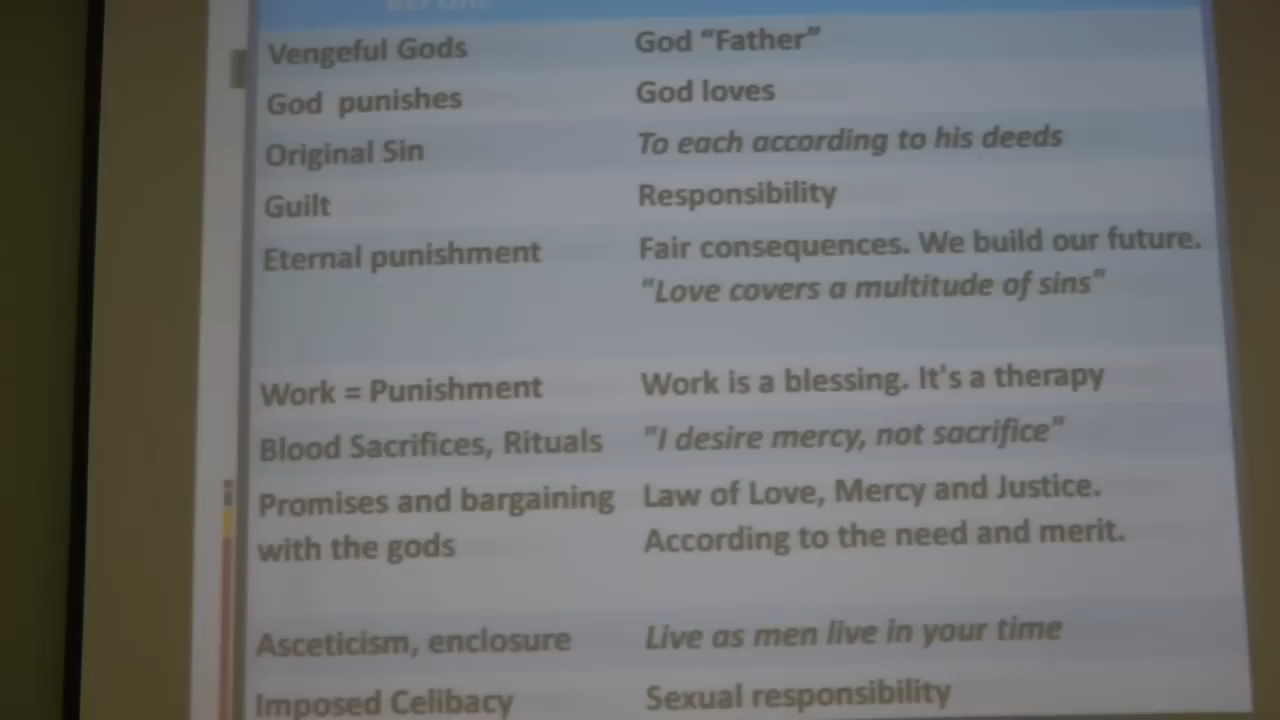 BEFORE
Vengeful Gods God “Father”
God punishes God loves
Original Sin To each according to his deeds
Guilt Responsibility
Eternal punishment Fair consequences. We build our future.
"Love covers a multitude of sins"
Work = Punishment Work is a blessing. It's a therapy
Blood Sacrifices, Rituals "I desire mercy, not sacrifice"
Promises and bargaining Law of Love, Mercy and Justice.
with the gods According to the need and merit.
Asceticism, enclosure Live as men live in your time
Imposed Celibacy Sexual responsibility